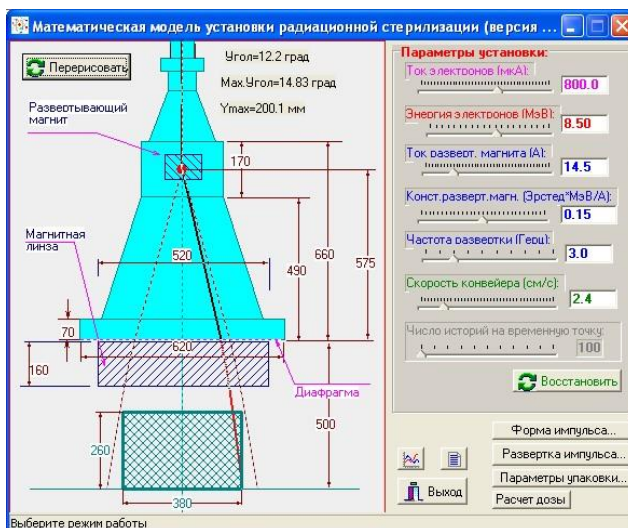 Математическая модель установки радиационной стерилизации (версия ...
Перерисовать
Угол=12.2 град
Мах.Угол=14.83 град
Ymax=200.1 мм
Развертывающий
магнит
170
Магнитная
линза
520
490
660
575
70
620
160
Диафрагма
500
260
380
Параметры установки:
Ток электронов (мкА):
800.0
Энергия электронов (МэВ):
8.50
Ток разверт. магнита (А):
14.5
Конст.разверт.магн. (Эрстед*МэВ/А):
0.15
Частота развертки (Герц):
3.0
Скорость конвейера (см/с):
2.4
Число историй на временную точку:
100
Восстановить
Форма импульса...
Развертка импульса...
Параметры упаковки...
Выход
Расчет дозы
Выберите режим работы